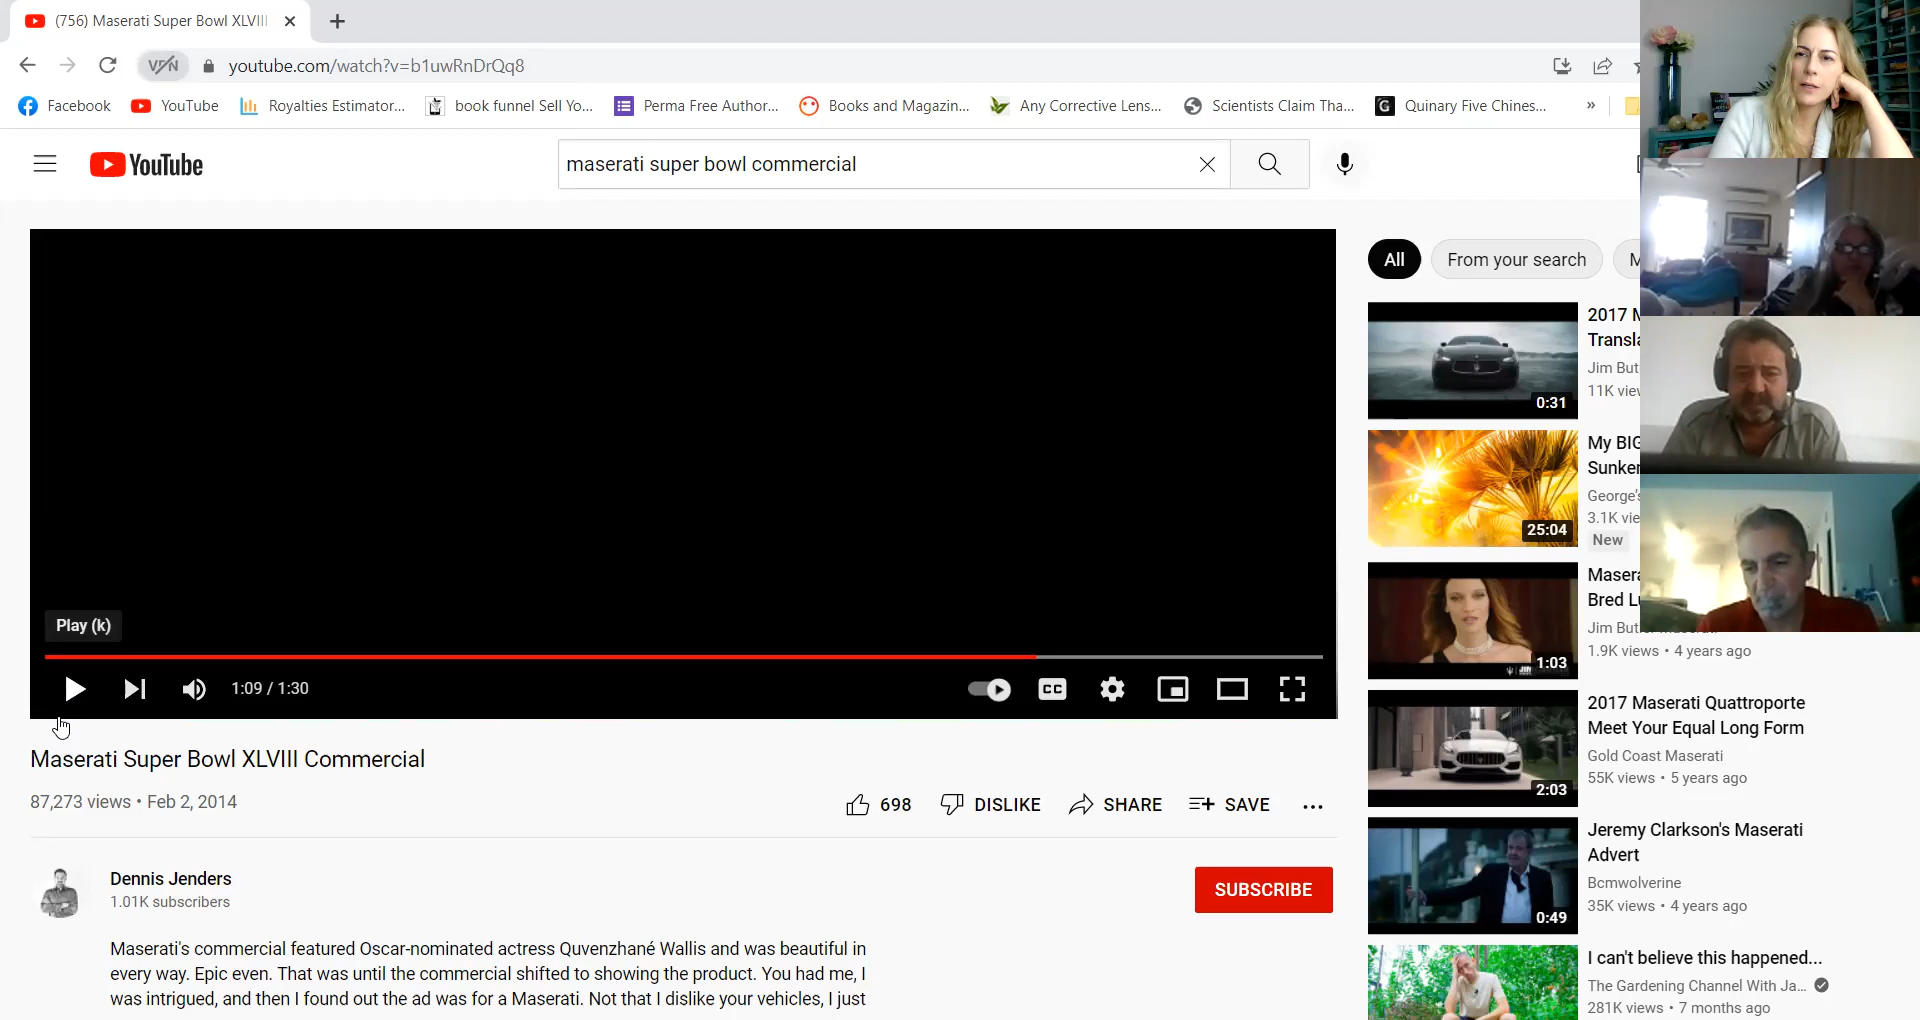 (756) Maserati Super Bowl XLVIII
VPN youtube.com/watch?v=b1uwRnDrQq8
Facebook YouTube Royalties Estimator... book funnel Sell Yo... Perma Free Author... Books and Magazin... Any Corrective Lens... Scientists Claim Tha... Quinary Five Chines... »
YouTube
maserati super bowl commercial
All From your search M
Play (k)
1:09 / 1:30
CC
Maserati Super Bowl XLVIII Commercial
87,273 views • Feb 2, 2014
698 DISLIKE SHARE SAVE ...
Dennis Jenders
1.01K subscribers
SUBSCRIBE
Maserati's commercial featured Oscar-nominated actress Quvenzhané Wallis and was beautiful in
every way. Epic even. That was until the commercial shifted to showing the product. You had me, I
was intrigued, and then I found out the ad was for a Maserati. Not that I dislike your vehicles, I just
0:31
2017
Jim But
11K
25:04
My BIG
George's
3.1K
New
1:03
Bred
Jim But
1.9K views • 4 years ago
2:03
2017 Maserati Quattroporte
Meet Your Equal Long Form
Gold Coast Maserati
55K views • 5 years ago
0:49
Jeremy Clarkson's Maserati
Advert
Bcmwolverine
35K views • 4 years ago
I can't believe this happened...
The Gardening Channel With Ja...
281K views • 7 months ago